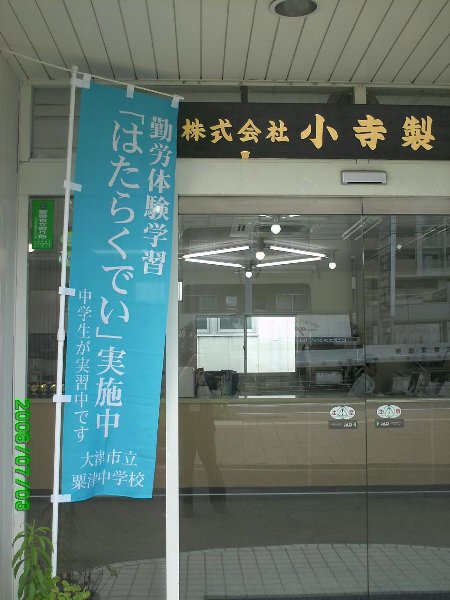 株式会社 小寺製
勤労体験学習
「はたらくでい」実施中
中学生が実習中です
大津市立
粟津中学校
2008/07/03